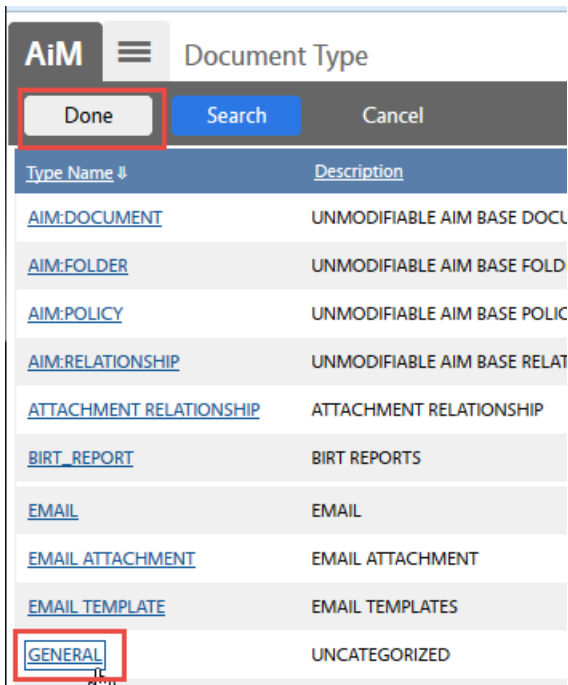 AiM Document Type
Done Search Cancel
Type Name Description
AIM:DOCUMENT UNMODIFIABLE AIM BASE DOCU
AIM:FOLDER UNMODIFIABLE AIM BASE FOLD
AIM:POLICY UNMODIFIABLE AIM BASE POLIC
AIM:RELATIONSHIP UNMODIFIABLE AIM BASE RELAT
ATTACHMENT RELATIONSHIP ATTACHMENT RELATIONSHIP
BIRT_REPORT BIRT REPORTS
EMAIL EMAIL
EMAIL ATTACHMENT EMAIL ATTACHMENT
EMAIL TEMPLATE EMAIL TEMPLATES
GENERAL UNCATEGORIZED